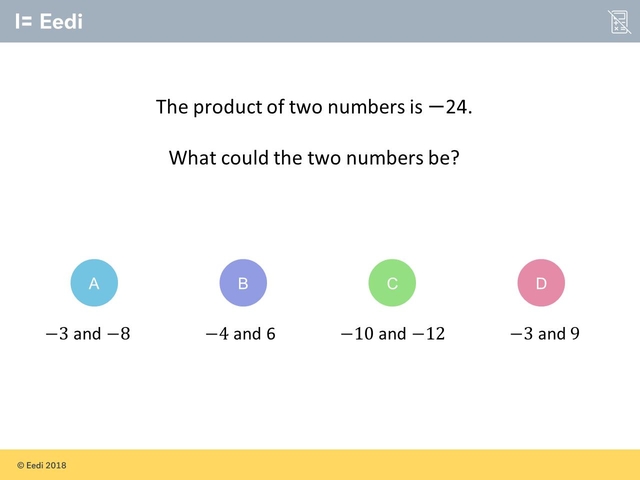 I= Eedi
The product of two numbers is −24.
What could the two numbers be?
A B C D
−3 and −8 −4 and 6 −10 and −12 −3 and 9
© Eedi 2018